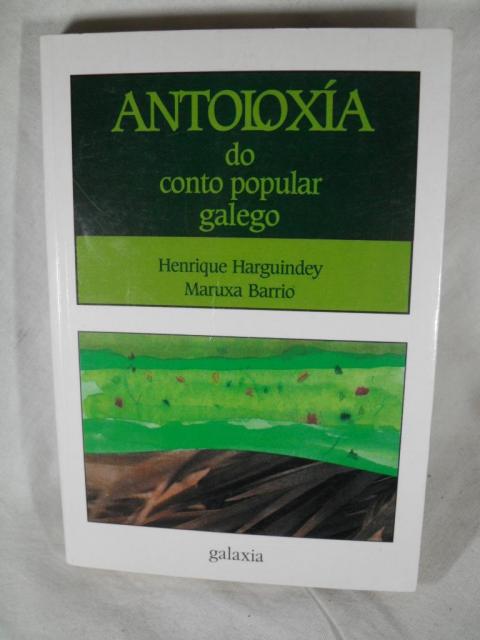 ANTOLOXÍA
do
conto popular
galego
Henrique Harguindey
Maruxa Barrio
galaxia